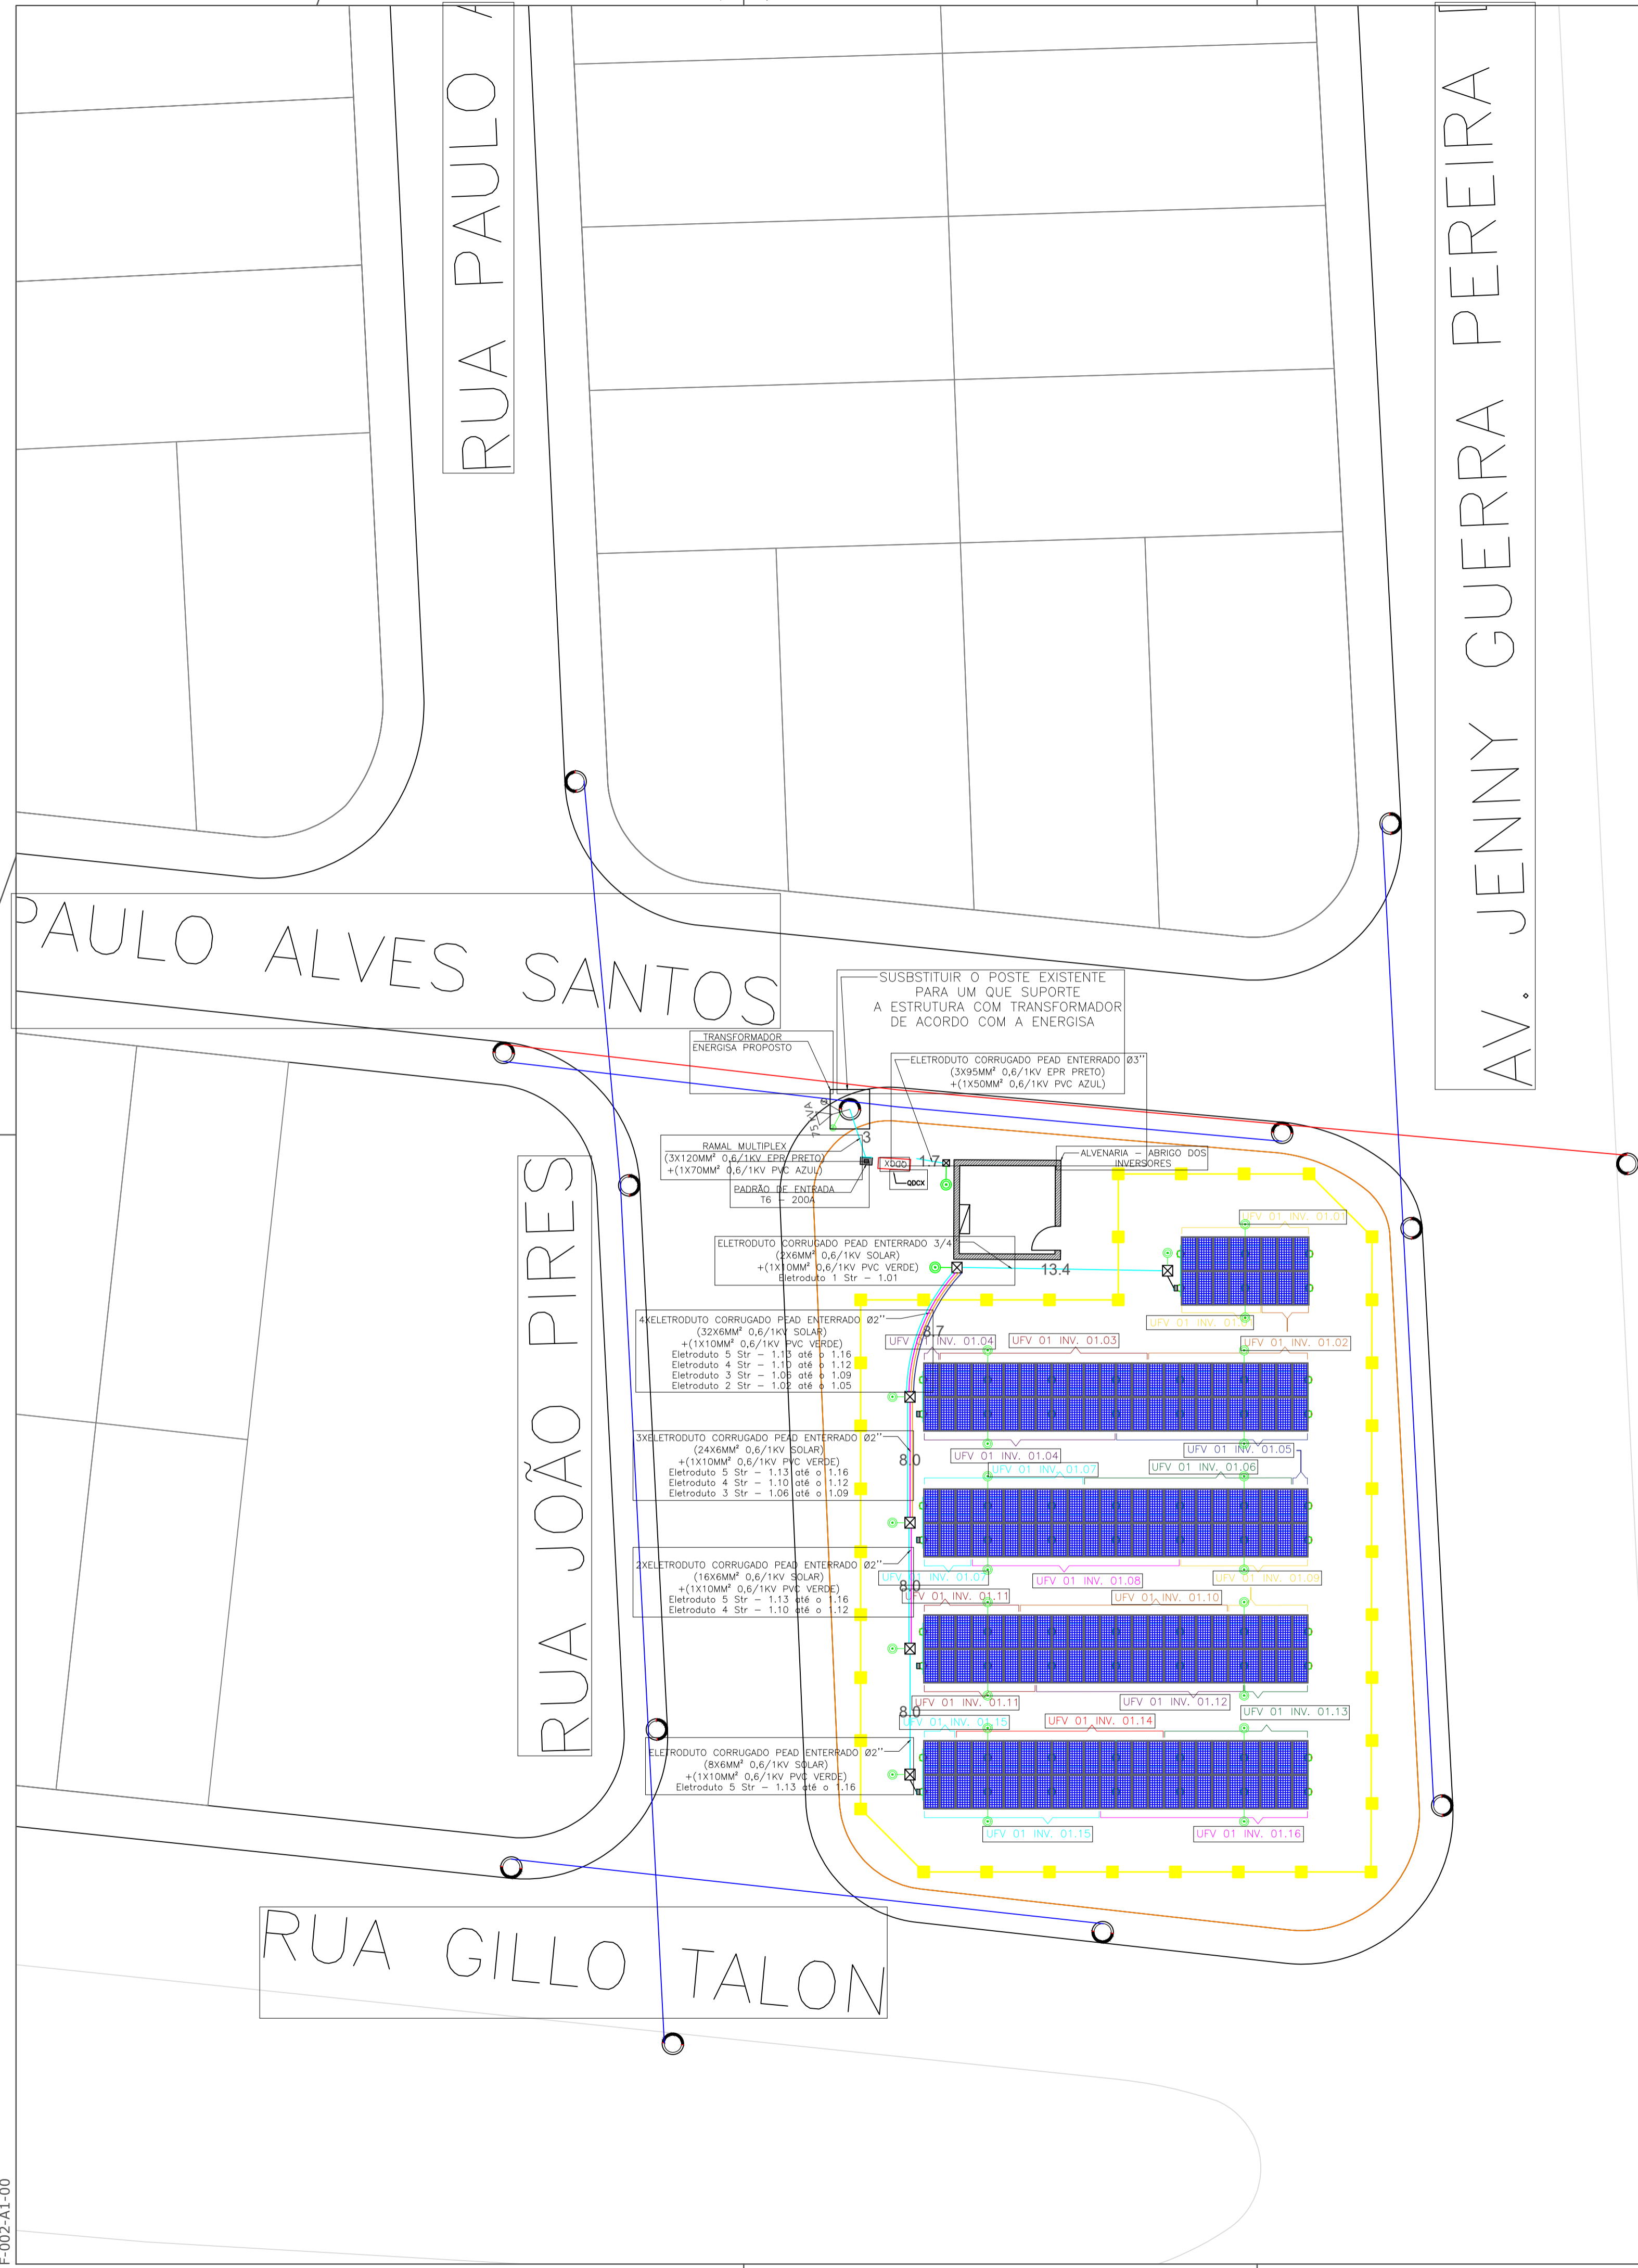 RUA PAULO A
AV. JENNY GUERRA PEREIRA
PAULO ALVES SANTOS
SUSBSTITUIR O POSTE EXISTENTE
PARA UM QUE SUPORTE
A ESTRUTURA COM TRANSFORMADOR
DE ACORDO COM A ENERGISA
TRANSFORMADOR
ENERGISA PROPOSTO
ELETRODUTO CORRUGADO PEAD ENTERRADO Ø3''
(3X95MM² 0,6/1KV EPR PRETO)
+(1X50MM² 0,6/1KV PVC AZUL)
75kVA
3
RAMAL MULTIPLEX
(3X120MM² 0,6/1KV EPR PRETO)
+(1X70MM² 0,6/1KV PVC AZUL)
PADRÃO DE ENTRADA
T6 - 200A
QDCX
1.7
QDCX
ALVENARIA - ABRIGO DOS
INVERSORES
ELETRODUTO CORRUGADO PEAD ENTERRADO 3/4
(2X6MM² 0,6/1KV SOLAR)
+(1X10MM² 0,6/1KV PVC VERDE)
Eletroduto 1 Str - 1.01
13.4
UFV 01 INV. 01.01
UFV 01 INV. 01.02
4XELETRODUTO CORRUGADO PEAD ENTERRADO Ø2''
(32X6MM² 0,6/1KV SOLAR)
+(1X10MM² 0,6/1KV PVC VERDE)
Eletroduto 5 Str - 1.13 até o 1.16
Eletroduto 4 Str - 1.10 até o 1.12
Eletroduto 3 Str - 1.06 até o 1.09
Eletroduto 2 Str - 1.02 até o 1.05
8.7
UFV 01 INV. 01.04
UFV 01 INV. 01.03
3XELETRODUTO CORRUGADO PEAD ENTERRADO Ø2''
(24X6MM² 0,6/1KV SOLAR)
+(1X10MM² 0,6/1KV PVC VERDE)
Eletroduto 5 Str - 1.13 até o 1.16
Eletroduto 4 Str - 1.10 até o 1.12
Eletroduto 3 Str - 1.06 até o 1.09
8.0
UFV 01 INV. 01.04
UFV 01 INV. 01.05
UFV 01 INV. 01.07
UFV 01 INV. 01.06
2XELETRODUTO CORRUGADO PEAD ENTERRADO Ø2''
(16X6MM² 0,6/1KV SOLAR)
+(1X10MM² 0,6/1KV PVC VERDE)
Eletroduto 5 Str - 1.13 até o 1.16
Eletroduto 4 Str - 1.10 até o 1.12
8.0
UFV 01 INV. 01.07
UFV 01 INV. 01.08
UFV 01 INV. 01.09
UFV 01 INV. 01.11
UFV 01 INV. 01.10
8.0
UFV 01 INV. 01.11
UFV 01 INV. 01.12
UFV 01 INV. 01.13
UFV 01 INV. 01.15
UFV 01 INV. 01.14
ELETRODUTO CORRUGADO PEAD ENTERRADO Ø2''
(8X6MM² 0,6/1KV SOLAR)
+(1X10MM² 0,6/1KV PVC VERDE)
Eletroduto 5 Str - 1.13 até o 1.16
UFV 01 INV. 01.15
UFV 01 INV. 01.16
RUA JOÃO PIRES
RUA GILLO TALON
F-002-A1-00